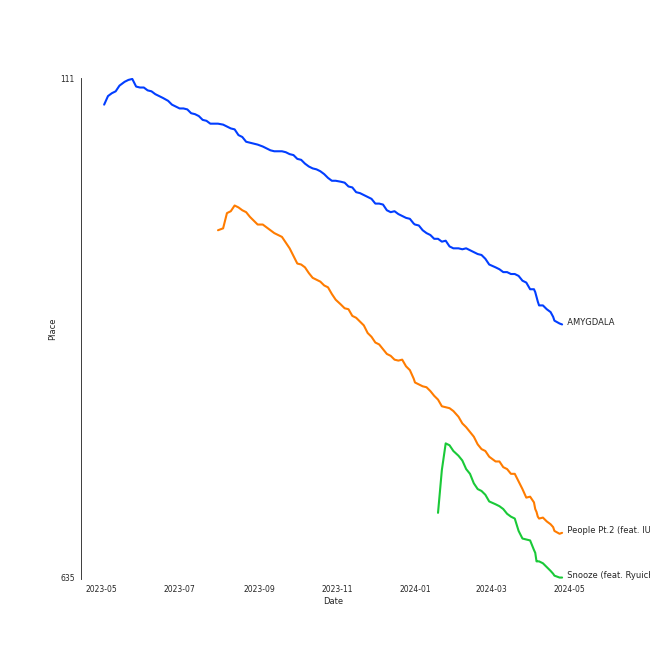 111
Place
AMYGDALA
People Pt.2 (feat. IU
Snooze (feat. Ryuic
635
2023-05
2023-07
2023-09
2023-11
2024-01
2024-03
2024-05
Date